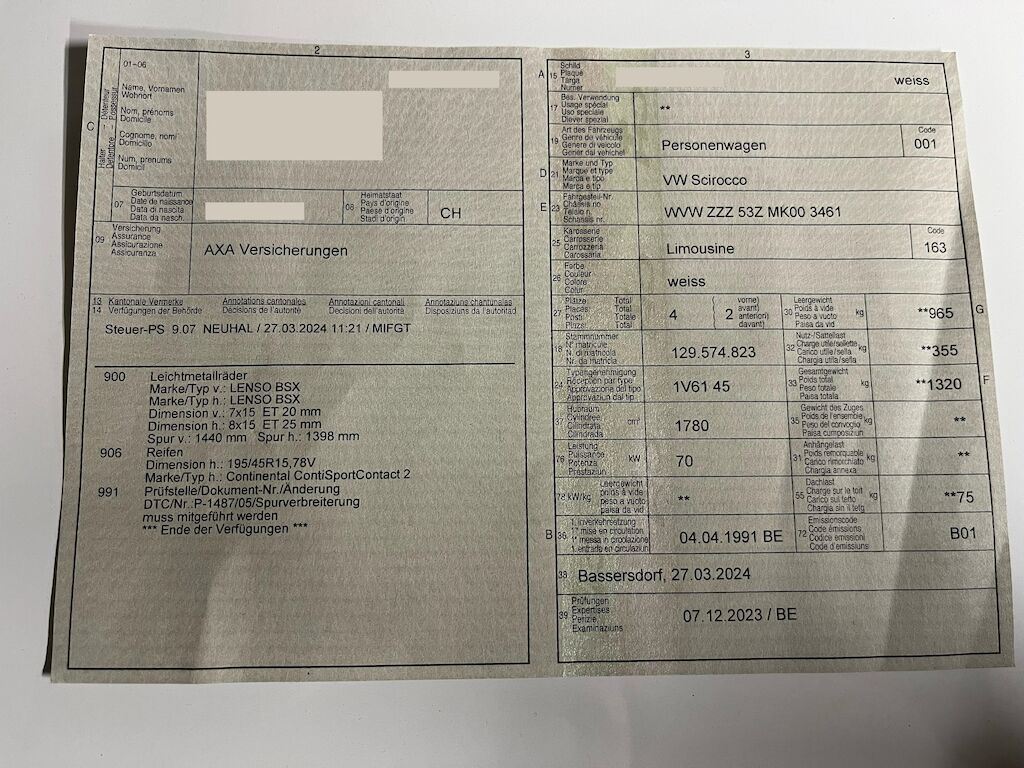 2
01-06
Halter Détenteur
Detentore Possessur
C
Name, Vornamen
Wohnort
Nom, prénoms
Domicile
Cognome, nomi
Domicilio
Num, prenums
Domicil
07
Geburtsdatum
Date de naissance
Data di nascita
Data da nasch.
08
Heimatstaat
Pays d'origine
Paese d'origine
Stadi d'origin
CH
09
Versicherung
Assurance
Assicurazione
Assicuranza
AXA Versicherungen
13 Kantonale Vermerke Annotations cantonales Annotazioni cantonali Annotaziuns chantunalas
14 Verfügungen der Behörde Décisions de l'autorité Decisioni dell'autorità Disposiziuns da l'autoritad
Steuer-PS 9.07 NEUHAL / 27.03.2024 11:21 / MIFGT
900 Leichtmetallräder
Marke/Typ v.: LENSO BSX
Marke/Typ h.: LENSO BSX
Dimension v.: 7x15 ET 20 mm
Dimension h.: 8x15 ET 25 mm
Spur v.: 1440 mm Spur h.: 1398 mm
906 Reifen
Dimension h.: 195/45R15,78V
Marke/Typ h.: Continental ContiSportContact 2
991 Prüfstelle/Dokument-Nr./Änderung
DTC/Nr.:P-1487/05/Spurverbreiterung
muss mitgeführt werden
*** Ende der Verfügungen ***
3
A 15
Schild
Plaque
Targa
Numer
weiss
17
Bes. Verwendung
Usage spécial
Uso speciale
Diever spezial
**
19
Art des Fahrzeugs
Genre de véhicule
Genere di veicolo
Gener dal vehichel
Personenwagen
Code
001
D 21
Marke und Typ
Marque et type
Marca e tipo
Marca e tip
VW Scirocco
E 23
Fahrgestell-Nr.
Châssis no
Telaio n.
Schassis nr.
WVW ZZZ 53Z MK00 3461
25
Karosserie
Carrosserie
Carrozzeria
Carossaria
Limousine
Code
163
26
Farbe
Couleur
Colore
Colur
weiss
27
Plätze Total
Places Total
Posti Totale
Plazzas Total
4 ( 2
vorne)
avant)
anteriori)
davant)
30
Leergewicht
Poids à vide
Peso a vuoto
Paisa da vid
kg
**965
G
18
Stammnummer
N° matricule
N. di matricola
Nr. da matricla
129.574.823
32
Nutz-/Sattellast
Charge utile/sellette
Carico utile/sella
Chargia utila/sella
kg
**355
24
Typengenehmigung
Réception par type
Approvazione del tipo
Approvaziun dal tip
1V61 45
33
Gesamtgewicht
Poids total
Peso totale
Paisa totala
kg
**1320
F
37
Hubraum
Cylindrée
Cilindrata
Cilindrada
cm³
1780
35
Gewicht des Zuges
Poids de l'ensemble
Peso del convoglio
Paisa cumposiziun
kg
**
76
Leistung
Puissance
Potenza
Prestaziun
kW
70
31
Anhängelast
Poids remorquable
Carico rimorchiato
Chargia annexa
kg
**
78 kW/kg
Leergewicht
poids à vide
peso a vuoto
paisa da vid
**
55
Dachlast
Charge sur le toit
Carico sul tetto
Chargia sin il tetg
kg
**75
B 36
1. Inverkehrsetzung
1re mise en circulation
1a messa in circolazione
1. entrada en circulaziun
04.04.1991 BE
72
Emissionscode
Code émissions
Codice emissioni
Code d'emissiuns
B01
38
Bassersdorf, 27.03.2024
39
Prüfungen
Expertises
Perizie
Examinaziuns
07.12.2023 / BE